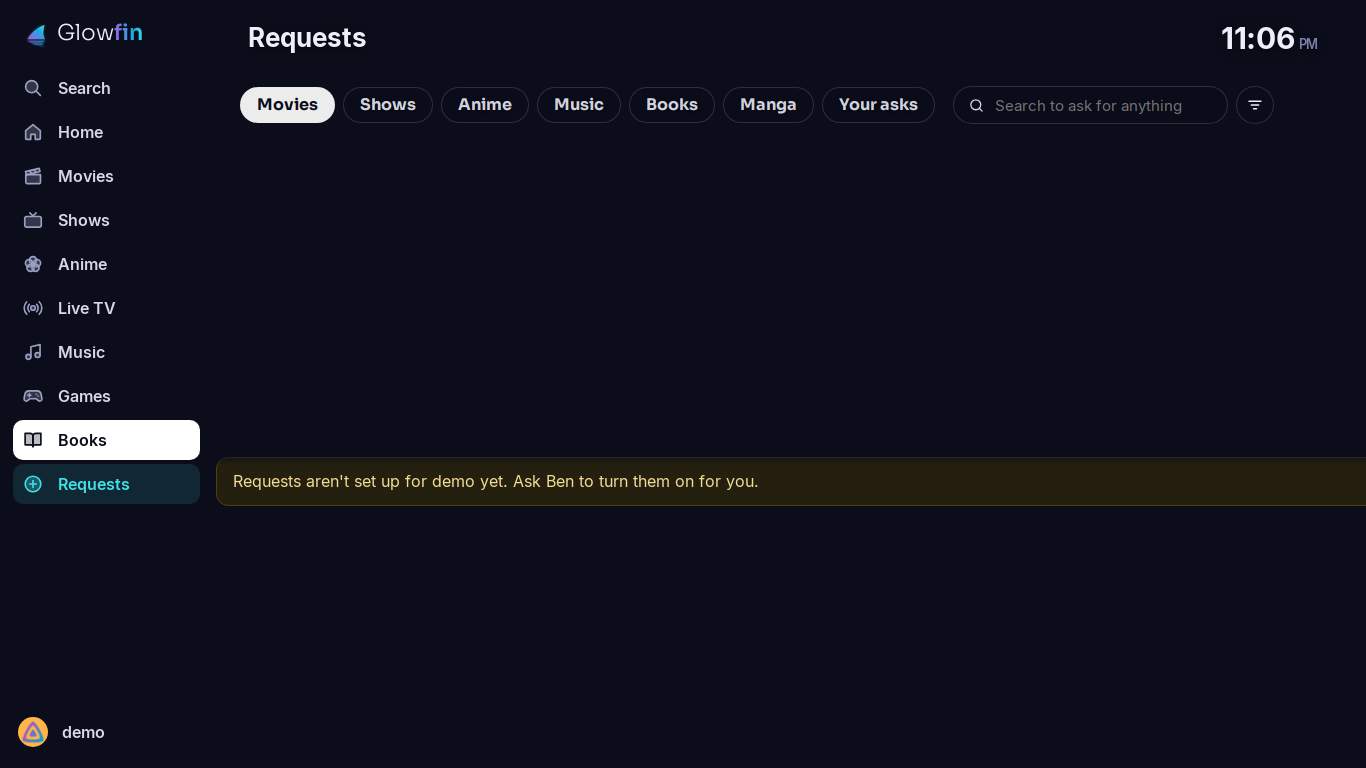 Glowfin
Requests
11:06 PM
Search
Home
Movies
Shows
Anime
Live TV
Music
Games
Books
Requests
Movies
Shows
Anime
Music
Books
Manga
Your asks
Search to ask for anything
Requests aren't set up for demo yet. Ask Ben to turn them on for you.
demo